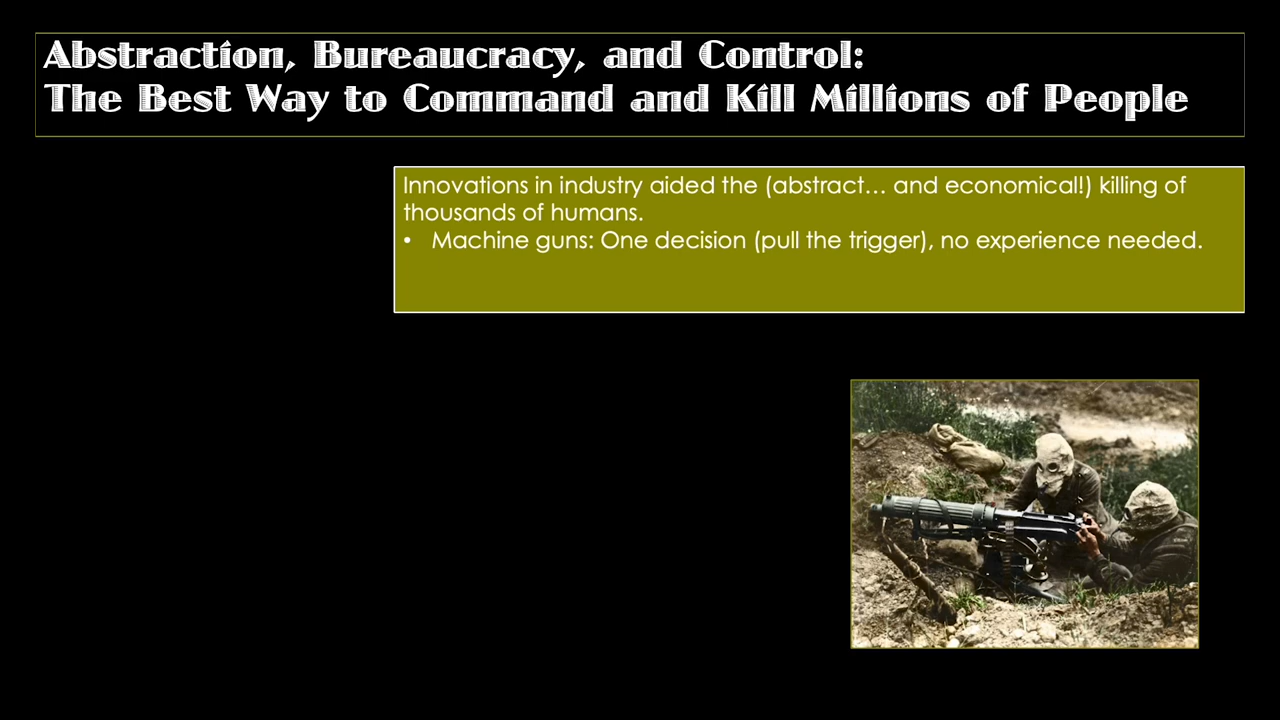 Abstraction, Bureaucracy, and Control:
The Best Way to Command and Kill Millions of People
Innovations in industry aided the (abstract… and economical!) killing of
thousands of humans.
• Machine guns: One decision (pull the trigger), no experience needed.